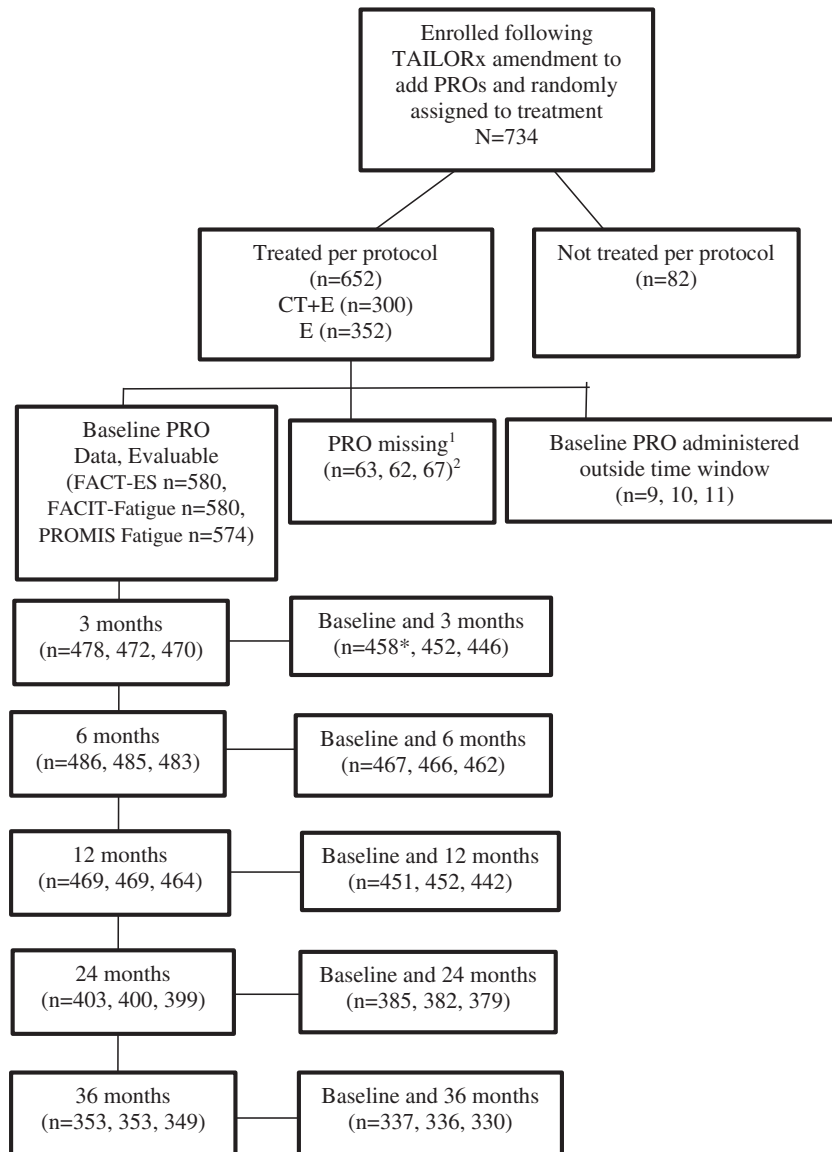 Enrolled following
TAILORx amendment to
add PROs and randomly
assigned to treatment
N=734
Treated per protocol
(n=652)
CT+E (n=300)
E (n=352)
Not treated per protocol
(n=82)
Baseline PRO
Data, Evaluable
(FACT-ES n=580,
FACIT-Fatigue n=580,
PROMIS Fatigue n=574)
PRO missing¹
(n=63, 62, 67)²
Baseline PRO administered
outside time window
(n=9, 10, 11)
3 months
(n=478, 472, 470)
Baseline and 3 months
(n=458*, 452, 446)
6 months
(n=486, 485, 483)
Baseline and 6 months
(n=467, 466, 462)
12 months
(n=469, 469, 464)
Baseline and 12 months
(n=451, 452, 442)
24 months
(n=403, 400, 399)
Baseline and 24 months
(n=385, 382, 379)
36 months
(n=353, 353, 349)
Baseline and 36 months
(n=337, 336, 330)